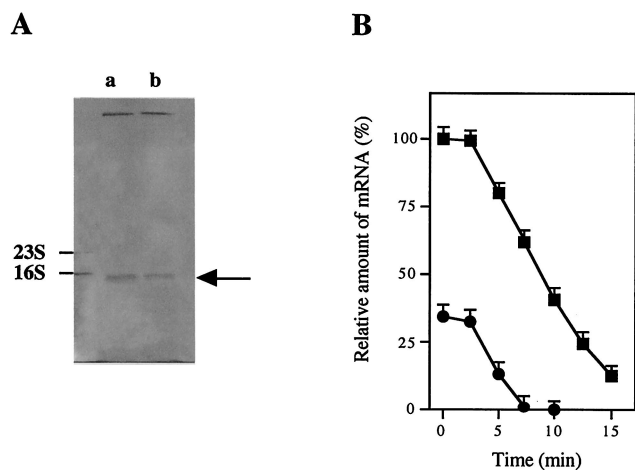 A
B
a b
23S
16S
Relative amount of mRNA (%)
100
75
50
25
0
0 5 10 15
Time (min)